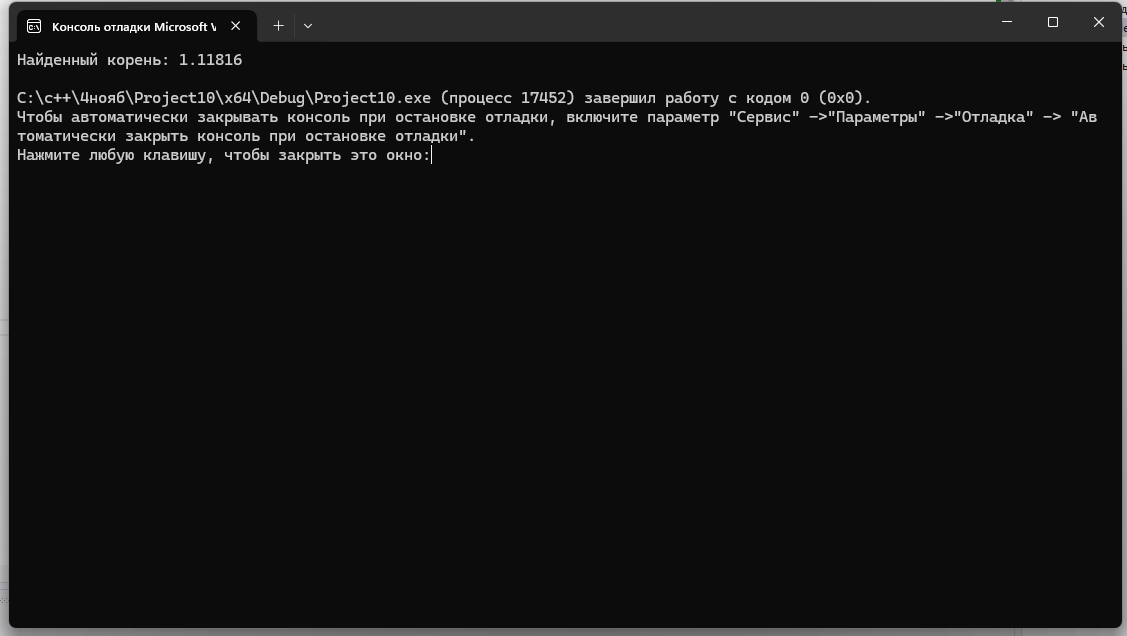 Консоль отладки Microsoft V
Найденный корень: 1.11816
C:\c++\4нояб\Project10\x64\Debug\Project10.exe (процесс 17452) завершил работу с кодом 0 (0x0).
Чтобы автоматически закрывать консоль при остановке отладки, включите параметр "Сервис" ->"Параметры" ->"Отладка" -> "Ав
томатически закрыть консоль при остановке отладки".
Нажмите любую клавишу, чтобы закрыть это окно: